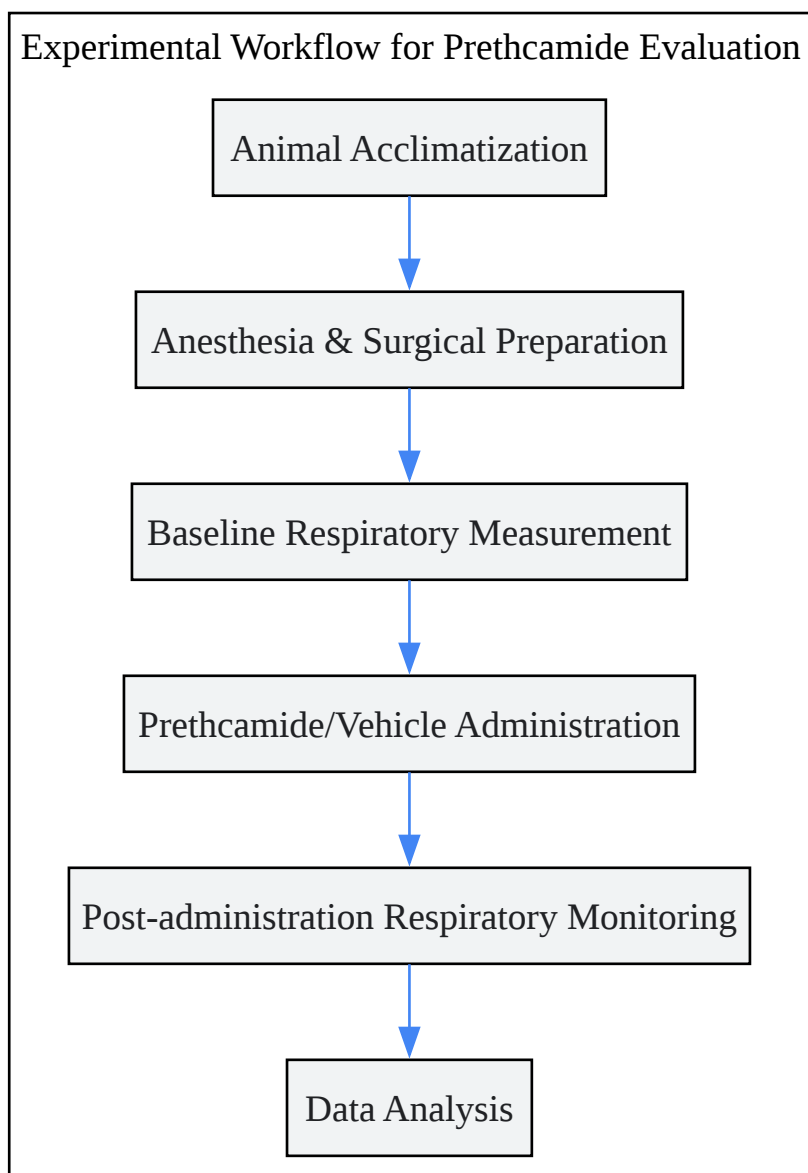 Experimental Workflow for Prethcamide Evaluation
Animal Acclimatization
Anesthesia & Surgical Preparation
Baseline Respiratory Measurement
Prethcamide/Vehicle Administration
Post-administration Respiratory Monitoring
Data Analysis